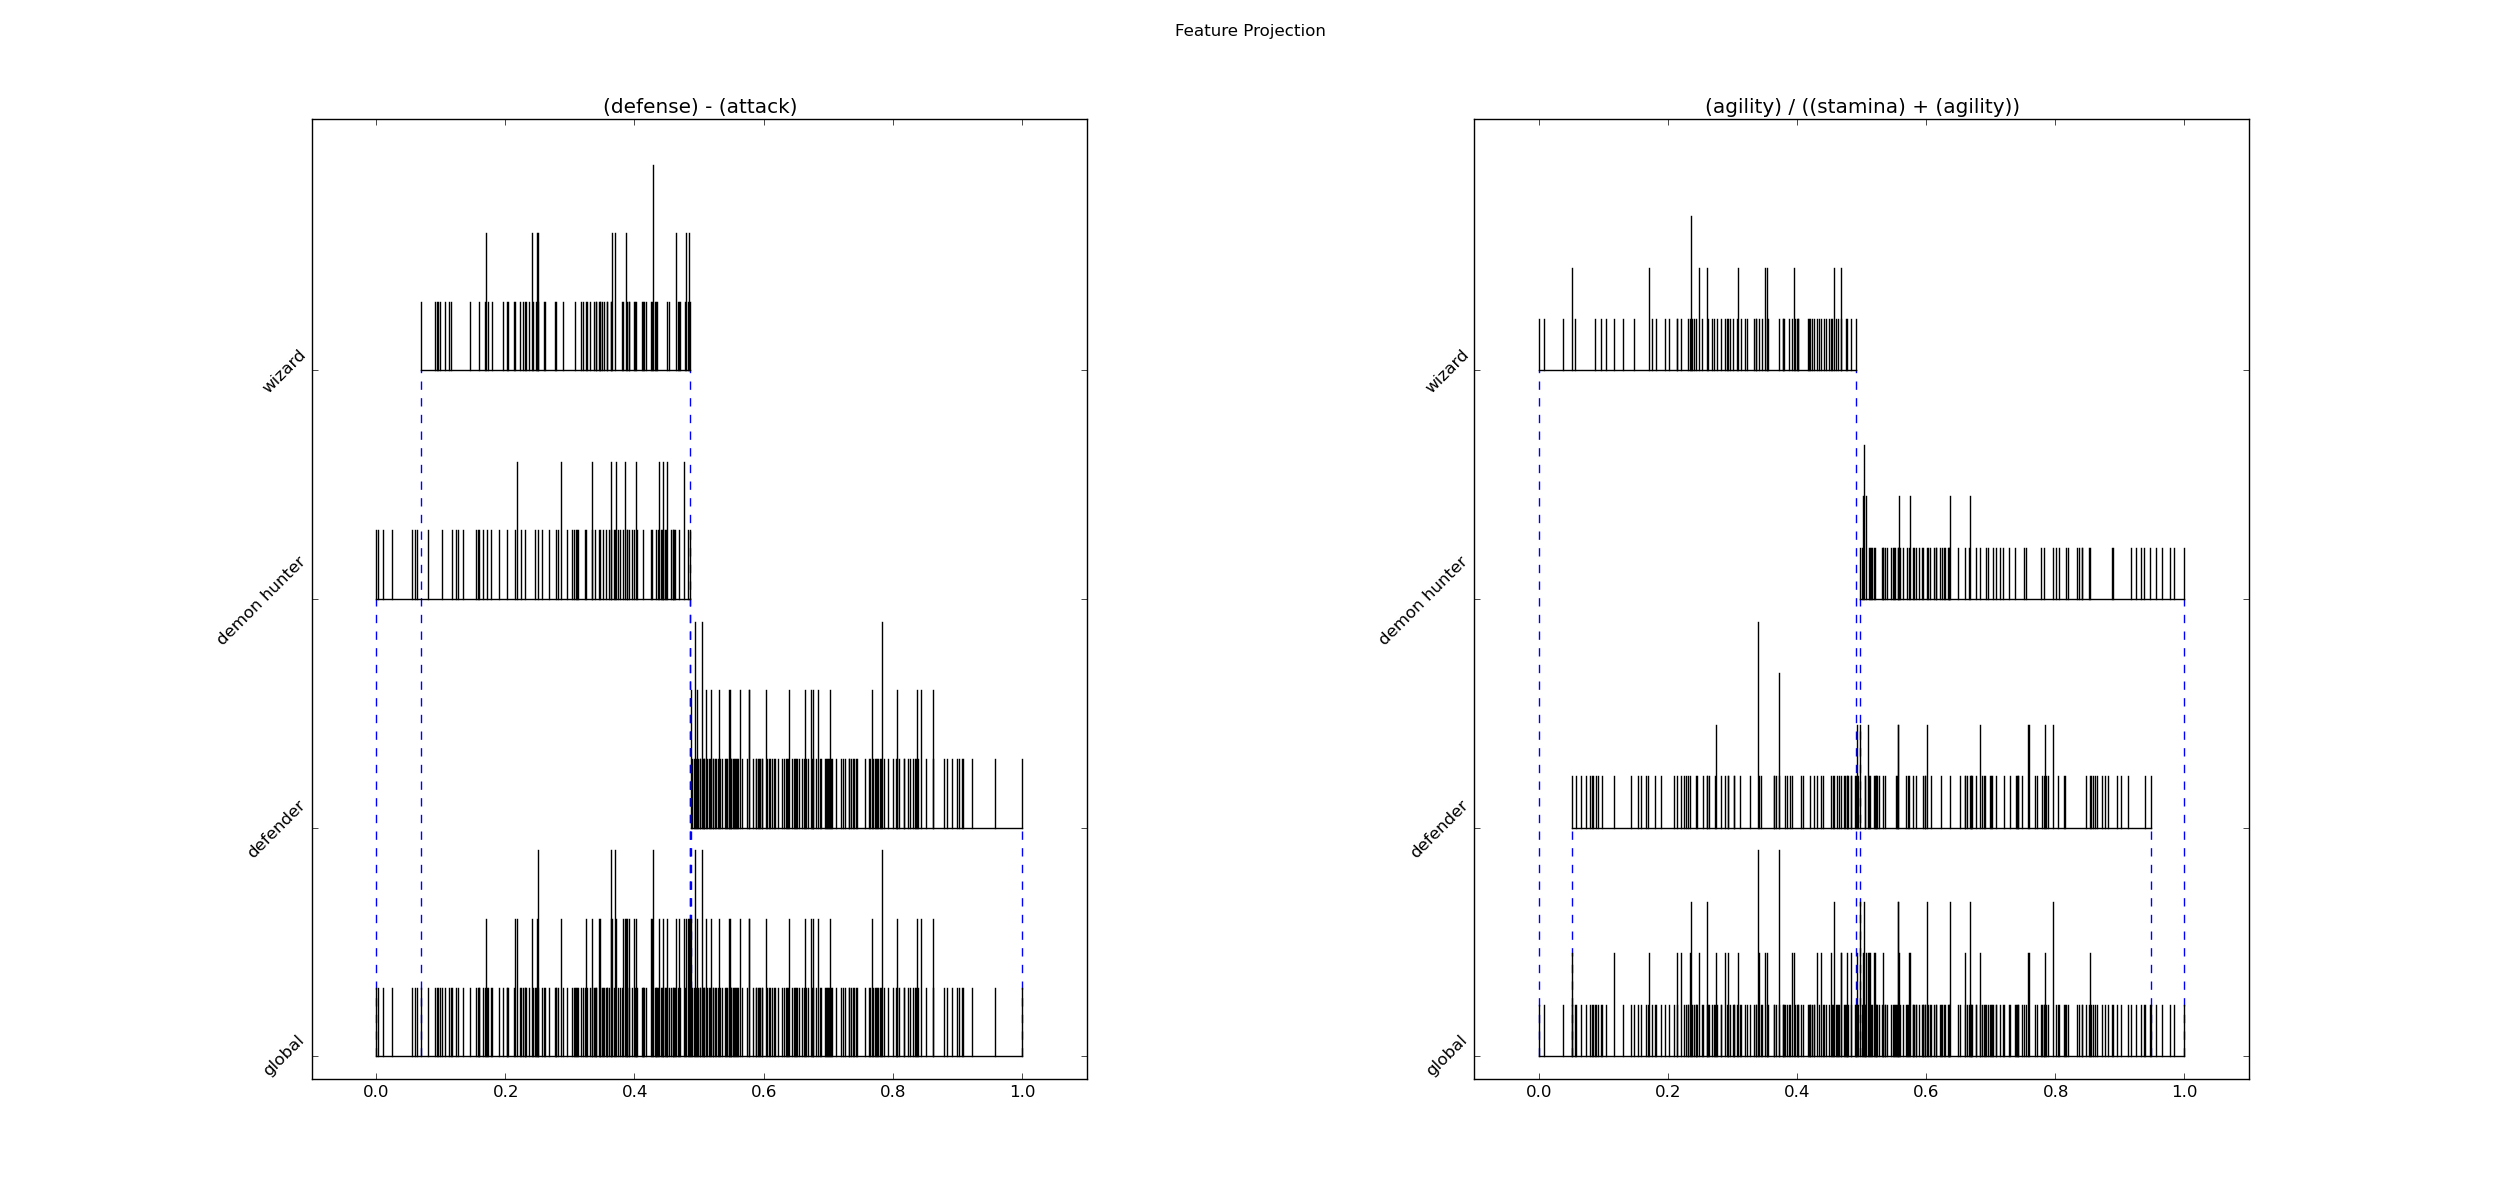 Feature Projection
(defense) - (attack)
wizard
demon hunter
defender
global
0.0 0.2 0.4 0.6 0.8 1.0
(agility) / ((stamina) + (agility))
wizard
demon hunter
defender
global
0.0 0.2 0.4 0.6 0.8 1.0